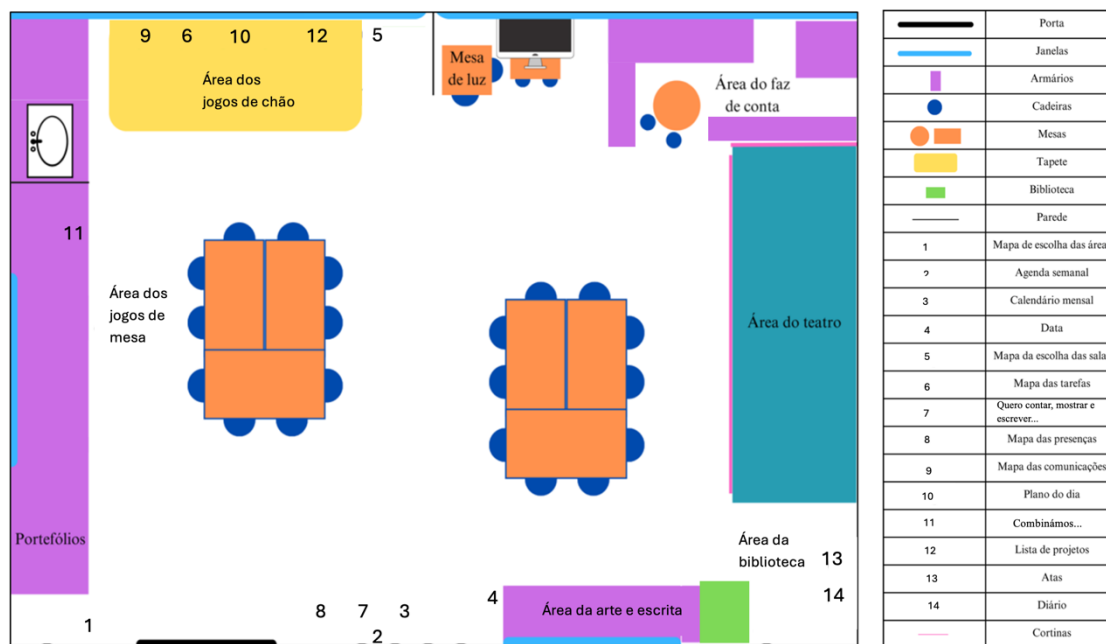 9 6 10 12 5
Área dos
jogos de chão
Mesa
de luz
Área do faz
de conta
11
Área dos
jogos de
mesa
Área do teatro
Portefólios
Área da
biblioteca
13
14
4
Área da arte e escrita
1
8 7 3
2
Porta
Janelas
Armários
Cadeiras
Mesas
Tapete
Biblioteca
Parede
1 Mapa de escolha das área
2 Agenda semanal
3 Calendário mensal
4 Data
5 Mapa da escolha das sala
6 Mapa das tarefas
7 Quero contar, mostrar e
escrever...
8 Mapa das presenças
9 Mapa das comunicações
10 Plano do dia
11 Combinámos...
12 Lista de projetos
13 Atas
14 Diário
Cortinas